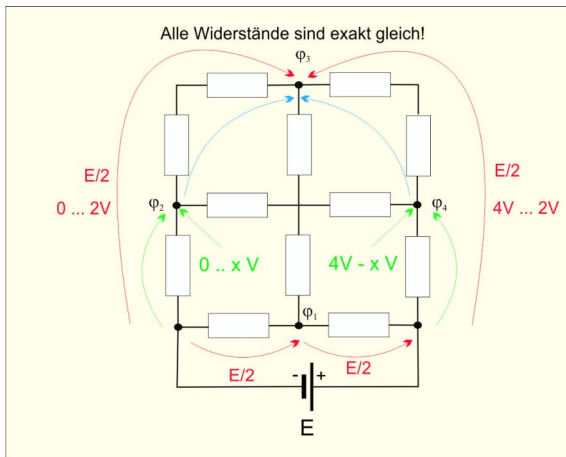 Alle Widerstände sind exakt gleich!
φ3
E/2
0 ... 2V
E/2
4V ... 2V
φ2
φ4
0 .. x V
4V - x V
φ1
E/2
E/2
- +
E